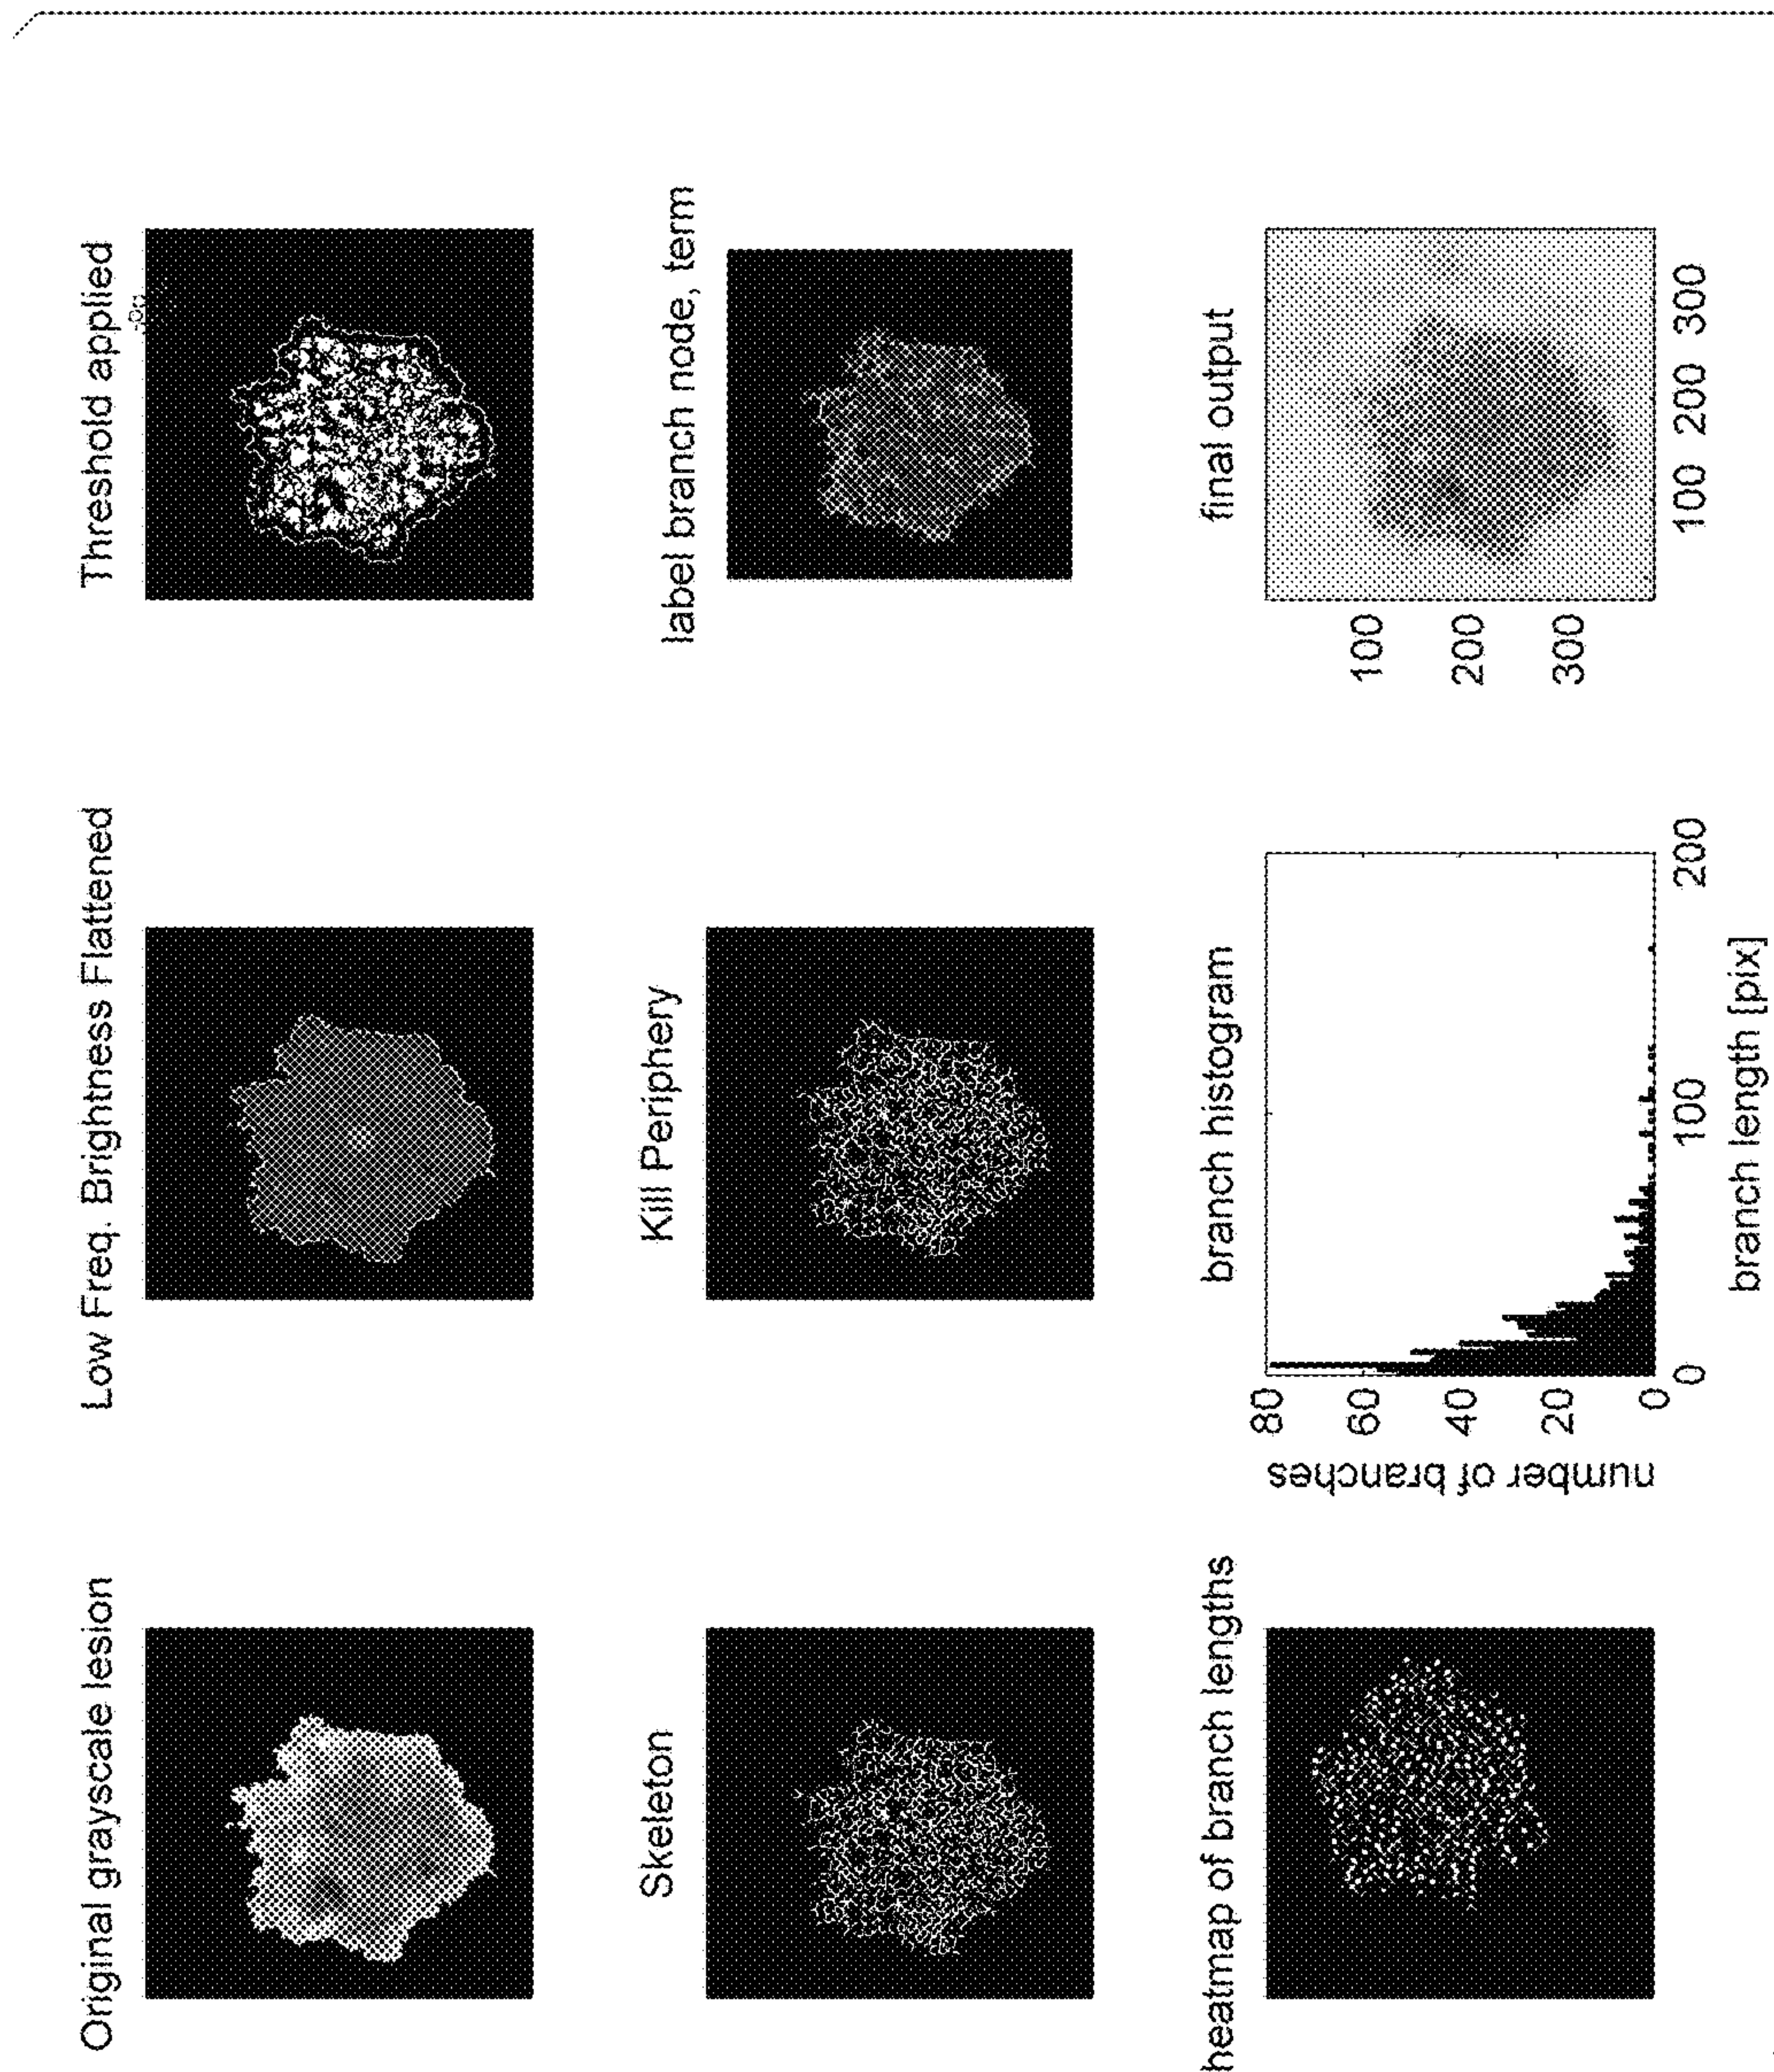 Original grayscale lesion
Low Freq. Brightness Flattened
Threshold applied
Skeleton
Kill Periphery
label branch node, term
heatmap of branch lengths
branch histogram
number of branches
80
60
40
20
0
0
100
200
branch length [pix]
final output
100
200
300
100
200
300